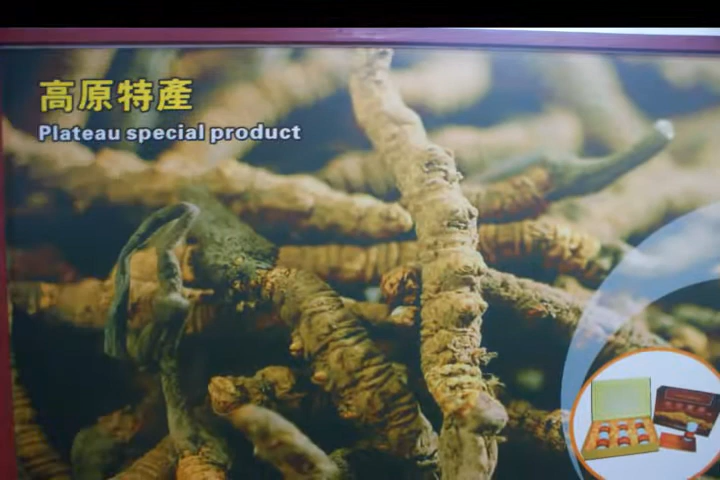 高原特產
Plateau special product